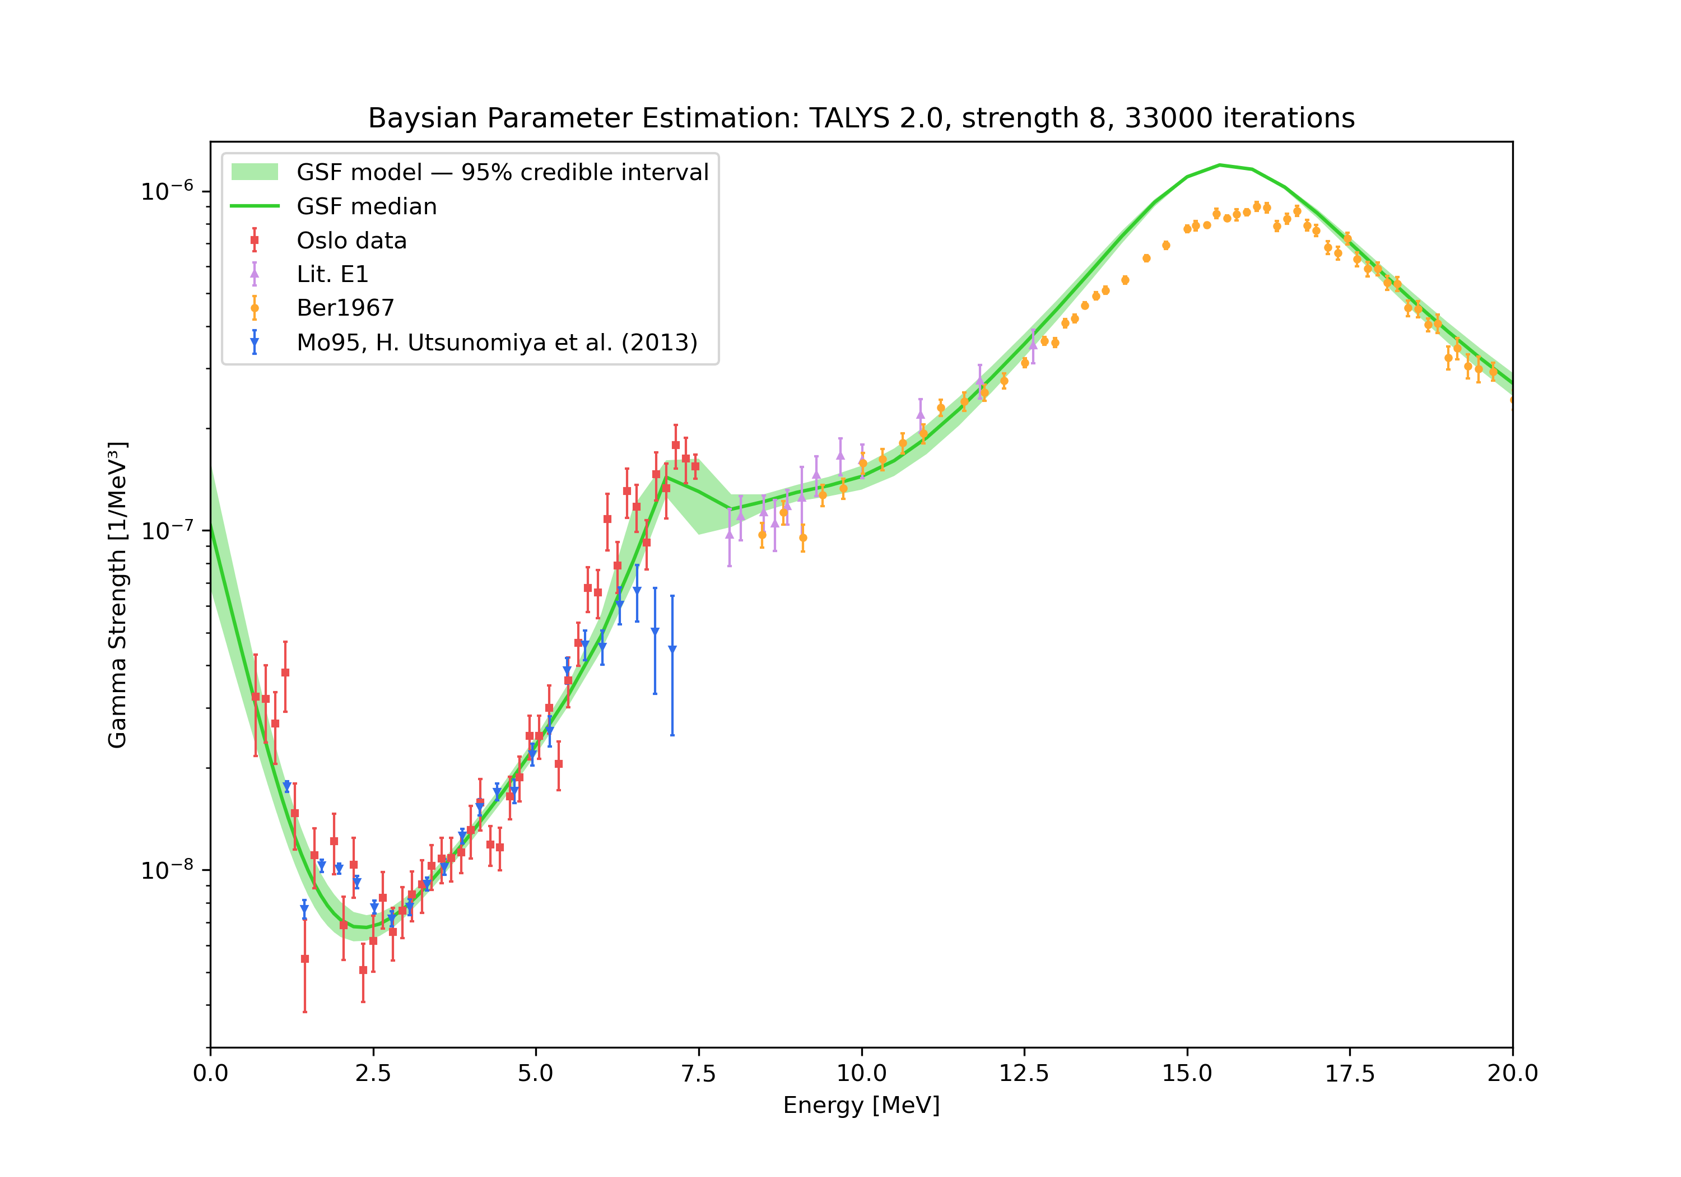 Baysian Parameter Estimation: TALYS 2.0, strength 8, 33000 iterations
GSF model — 95% credible interval
GSF median
Oslo data
Lit. E1
Ber1967
Mo95, H. Utsunomiya et al. (2013)
Gamma Strength [1/MeV³]
10⁻⁶
10⁻⁷
10⁻⁸
0.0 2.5 5.0 7.5 10.0 12.5 15.0 17.5 20.0
Energy [MeV]